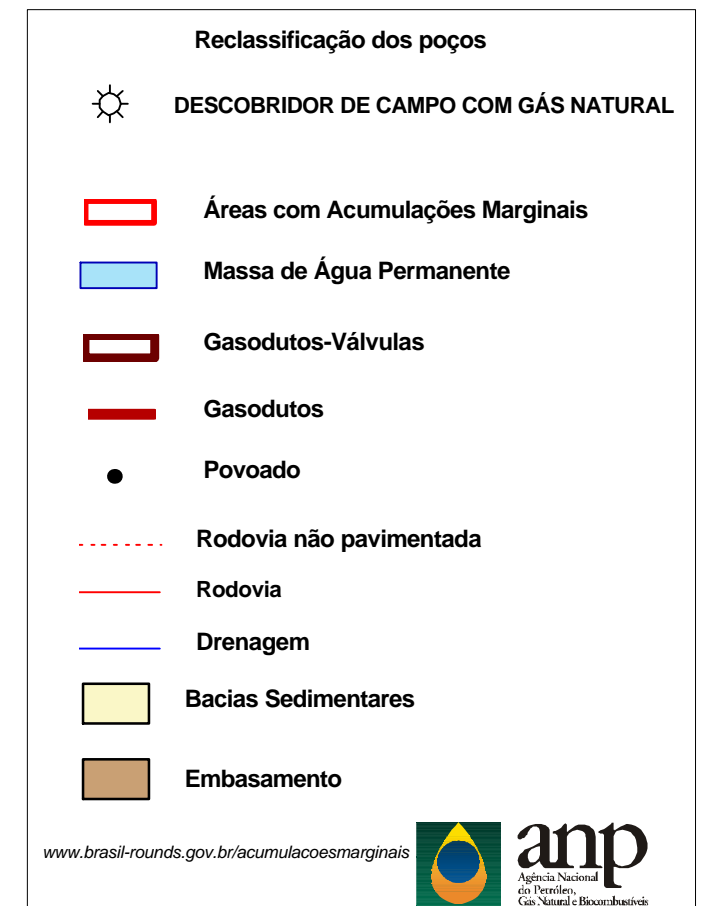 Reclassificação dos poços
DESCOBRIDOR DE CAMPO COM GÁS NATURAL
Áreas com Acumulações Marginais
Massa de Água Permanente
Gasodutos-Válvulas
Gasodutos
Povoado
Rodovia não pavimentada
Rodovia
Drenagem
Bacias Sedimentares
Embasamento
www.brasil-rounds.gov.br/acumulacoesmarginais
anp
Agência Nacional
do Petróleo,
Gás Natural e Biocombustíveis